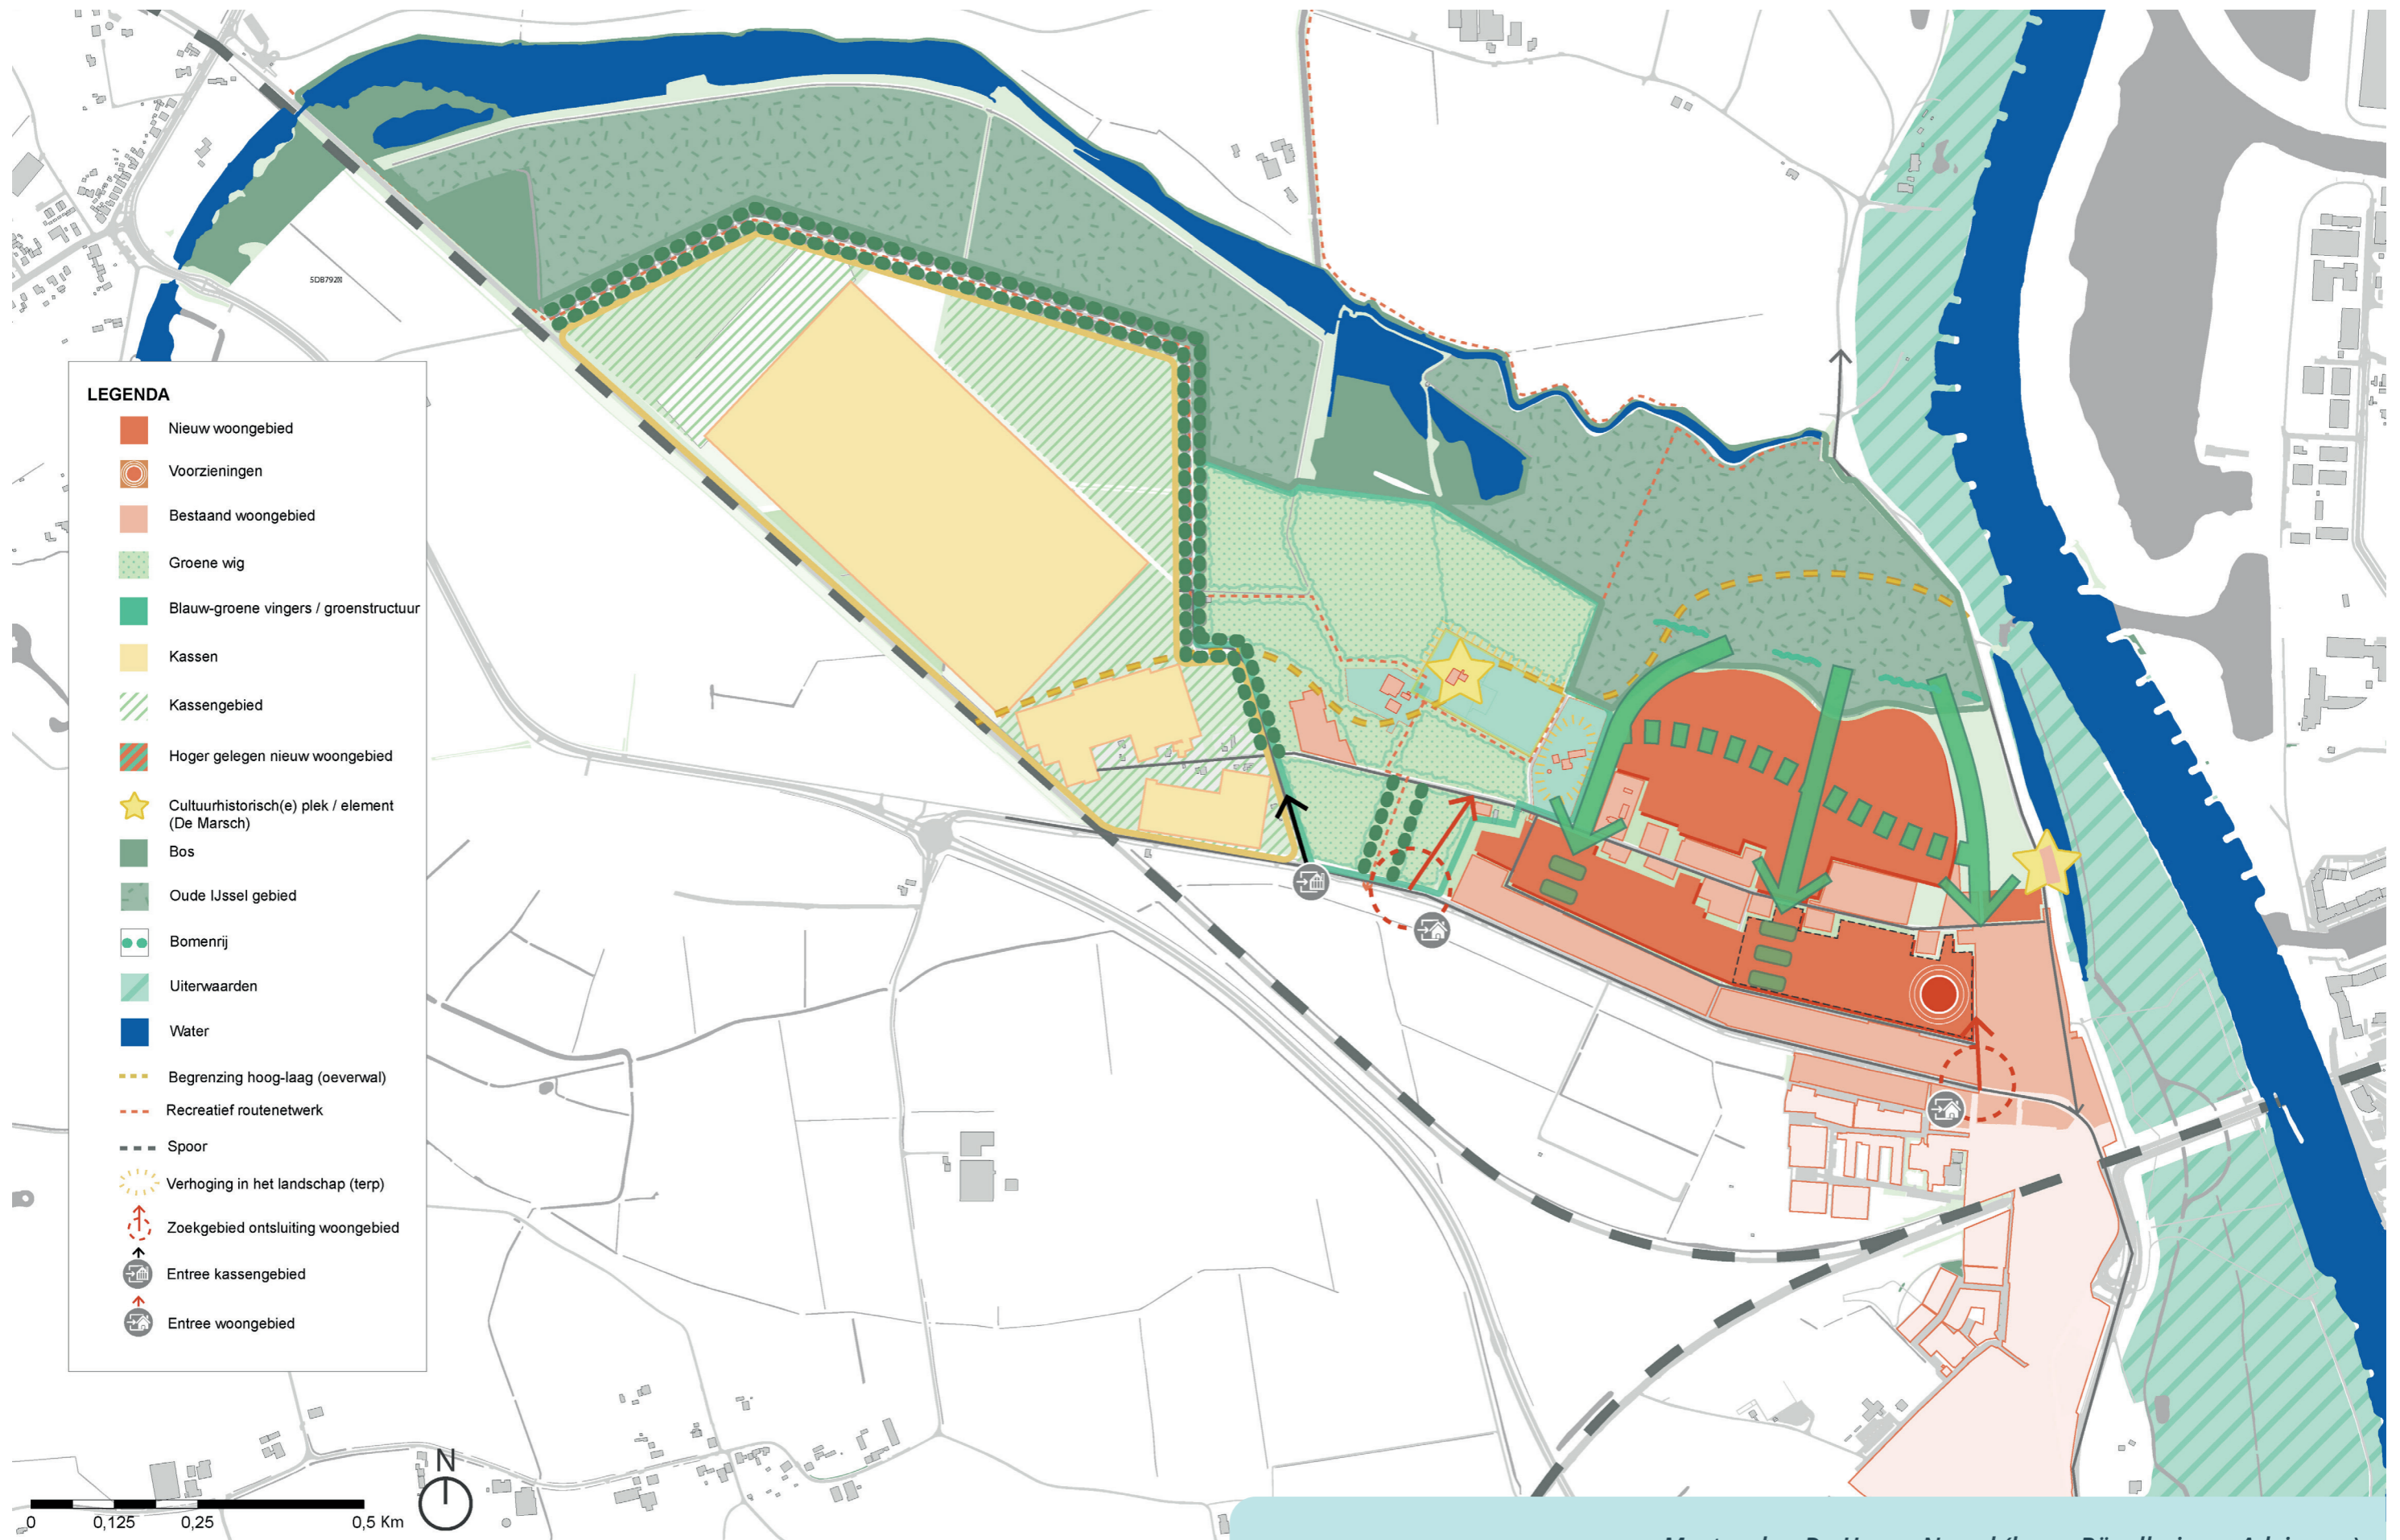 5DB792
LEGENDA
Nieuw woongebied
Voorzieningen
Bestaand woongebied
Groene wig
Blauw-groene vingers / groenstructuur
Kassen
Kassengebied
Hoger gelegen nieuw woongebied
Cultuurhistorisch(e) plek / element
(De Marsch)
Bos
Oude IJssel gebied
Bomenrij
Uiterwaarden
Water
Begrenzing hoog-laag (oeverwal)
Recreatief routenetwerk
Spoor
Verhoging in het landschap (terp)
Zoekgebied ontsluiting woongebied
Entree kassengebied
Entree woongebied
N
0 0,125 0,25 0,5 Km